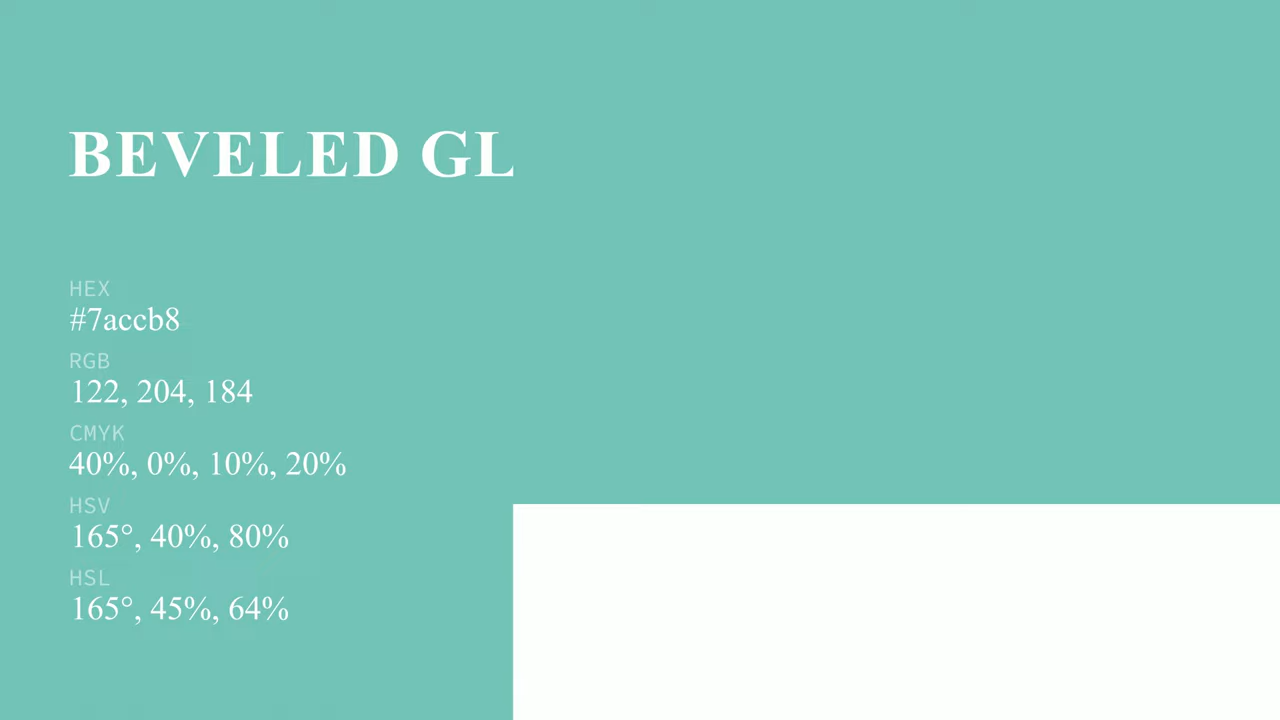 BEVELED GL
HEX
#7accb8
RGB
122, 204, 184
CMYK
40%, 0%, 10%, 20%
HSV
165°, 40%, 80%
HSL
165°, 45%, 64%